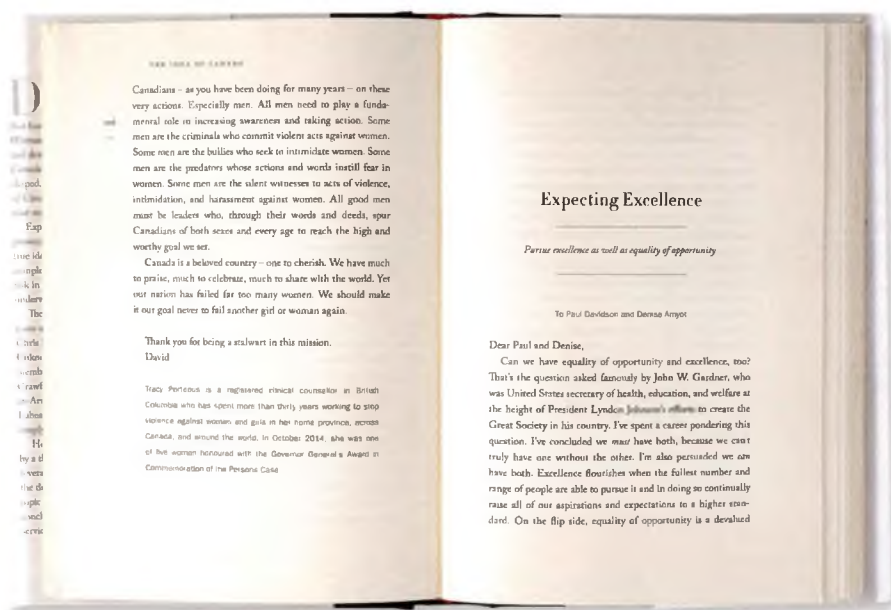 THE IDEA OF CANADA
Canadians – as you have been doing for many years – on these
very actions. Especially men. All men need to play a funda-
mental role in increasing awareness and taking action. Some
men are the criminals who commit violent acts against women.
Some men are the bullies who seek to intimidate women. Some
men are the predators whose actions and words instill fear in
women. Some men are the silent witnesses to acts of violence,
intimidation, and harassment against women. All good men
must be leaders who, through their words and deeds, spur
Canadians of both sexes and every age to reach the high and
worthy goal we set.
Canada is a beloved country – one to cherish. We have much
to praise, much to celebrate, much to share with the world. Yet
our nation has failed far too many women. We should make
it our goal never to fail another girl or woman again.
Thank you for being a stalwart in this mission.
David
Tracy Porteous is a registered clinical counsellor in British
Columbia who has spent more than thirty years working to stop
violence against women and girls in her home province, across
Canada, and around the world. In October 2014, she was one
of five women honoured with the Governor General's Award in
Commemoration of the Persons Case
Expecting Excellence
Pursue excellence as well as equality of opportunity
To Paul Davidson and Denise Amyot
Dear Paul and Denise,
Can we have equality of opportunity and excellence, too?
That's the question asked famously by John W. Gardner, who
was United States secretary of health, education, and welfare at
the height of President Lyndon Johnson's efforts to create the
Great Society in his country. I've spent a career pondering this
question. I've concluded we must have both, because we can't
truly have one without the other. I'm also persuaded we can
have both. Excellence flourishes when the fullest number and
range of people are able to pursue it and in doing so continually
raise all of our aspirations and expectations to a higher stan-
dard. On the flip side, equality of opportunity is a devalued